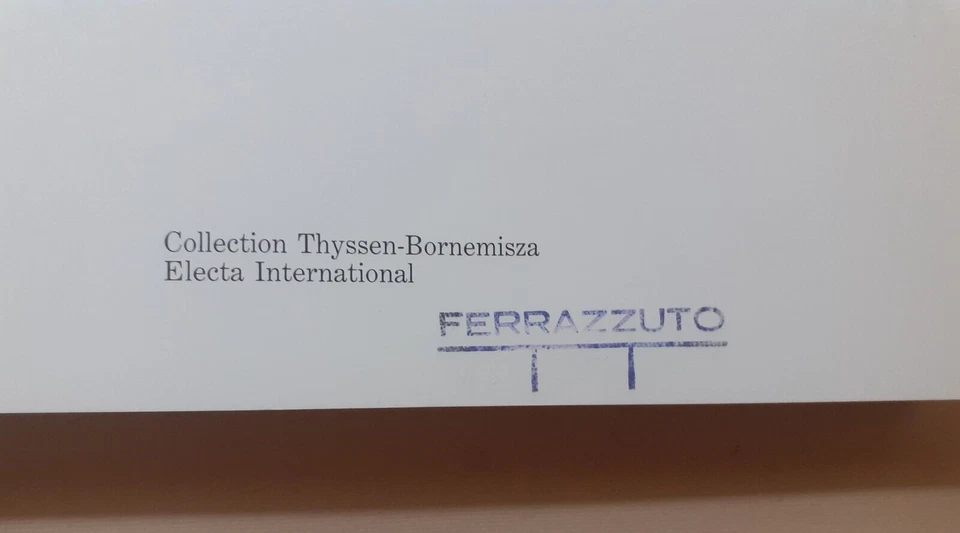 Collection Thyssen-Bornemisza
Electa International
FERRAZZUTO